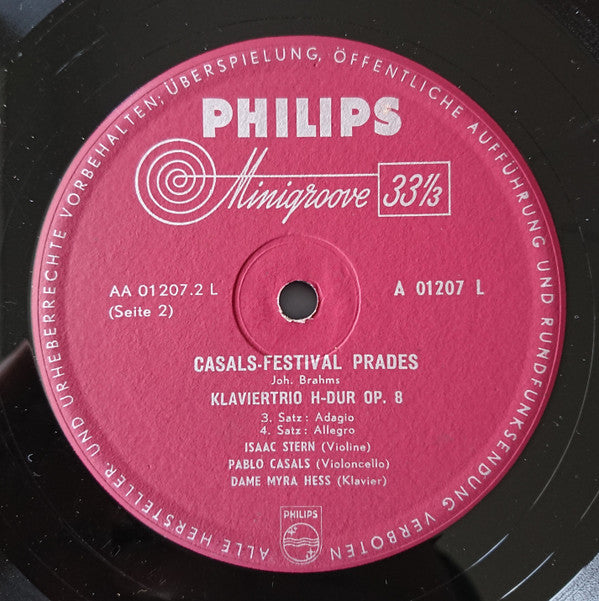 ALLE HERSTELLER- UND URHEBERRECHTE VORBEHALTEN; ÜBERSPIELUNG, ÖFFENTLICHE AUFFÜHRUNG UND RUNDFUNKSENDUNG VERBOTEN
PHILIPS
Minigroove 33⅓
AA 01207.2 L
(Seite 2)
A 01207 L
CASALS-FESTIVAL PRADES
Joh. Brahms
KLAVIERTRIO H-DUR OP. 8
3. Satz: Adagio
4. Satz: Allegro
ISAAC STERN (Violine)
PABLO CASALS (Violoncello)
DAME MYRA HESS (Klavier)
PHILIPS